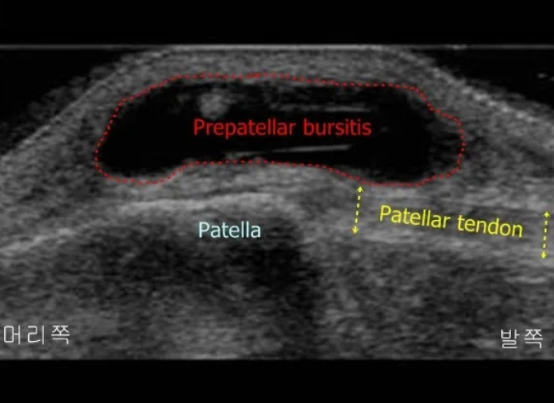 Prepatellar bursitis
Patellar tendon
Patella
머리쪽
발쪽